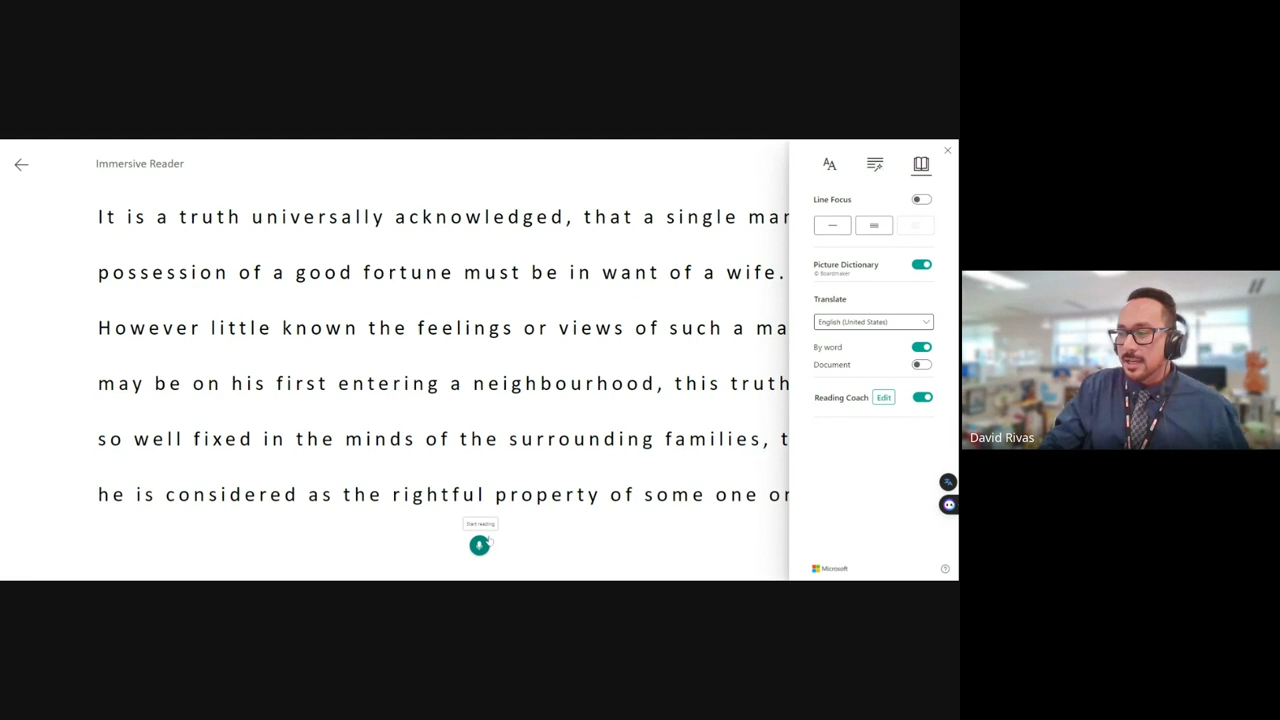 Immersive Reader
It is a truth universally acknowledged, that a single mar
possession of a good fortune must be in want of a wife.
However little known the feelings or views of such a ma
may be on his first entering a neighbourhood, this truth
so well fixed in the minds of the surrounding families, t
he is considered as the rightful property of some one or
Start reading
Line Focus
Picture Dictionary
© Boardmaker
Translate
English (United States)
By word
Document
Reading Coach Edit
Microsoft
David Rivas